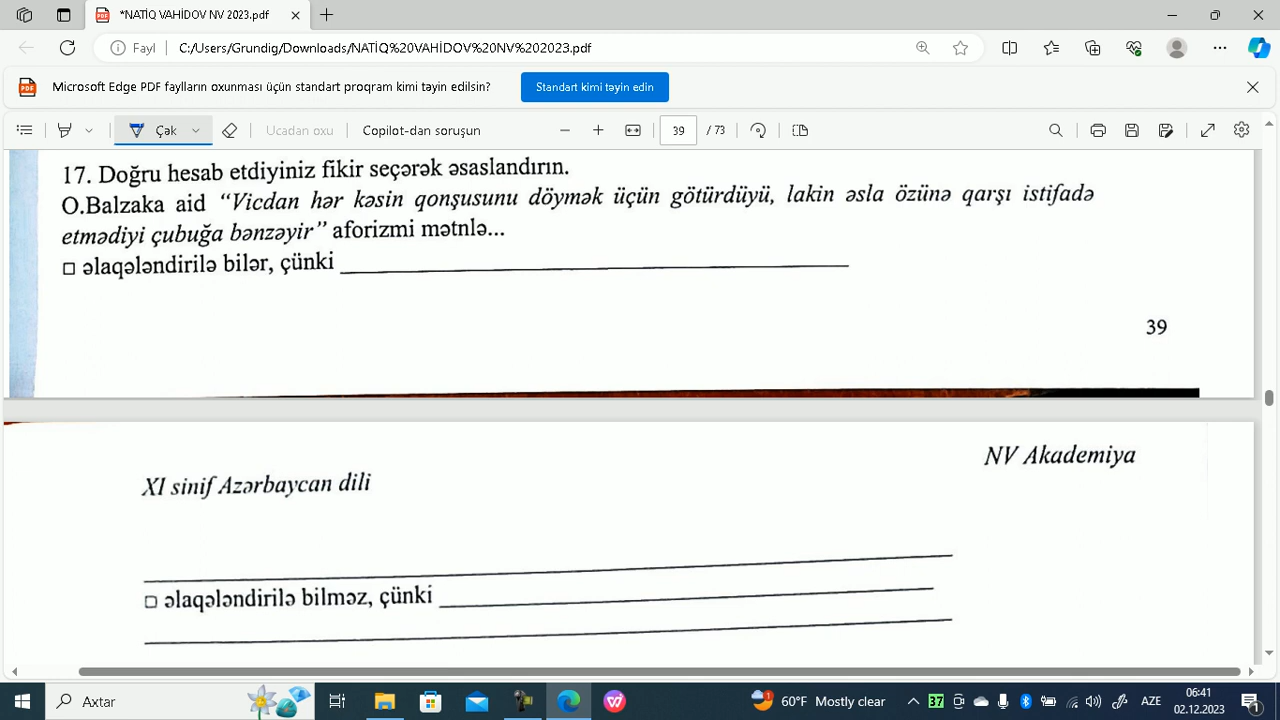 *NATİQ VAHİDOV NV 2023.pdf
Fayl
C:/Users/Grundig/Downloads/NATİQ%20VAHİDOV%20NV%202023.pdf
Microsoft Edge PDF faylların oxunması üçün standart proqram kimi təyin edilsin?
Standart kimi təyin edin
Çək
Ucadan oxu
Copilot-dan soruşun
39 / 73
17. Doğru hesab etdiyiniz fikir seçərək əsaslandırın.
O.Balzaka aid “Vicdan hər kəsin qonşusunu döymək üçün götürdüyü, lakin əsla özünə qarşı istifadə
etmədiyi çubuğa bənzəyir” aforizmi mətnlə...
əlaqələndirilə bilər, çünki
39
NV Akademiya
XI sinif Azərbaycan dili
əlaqələndirilə bilməz, çünki
Axtar
1
60°F Mostly clear
37
AZE
06:41
02.12.2023
1